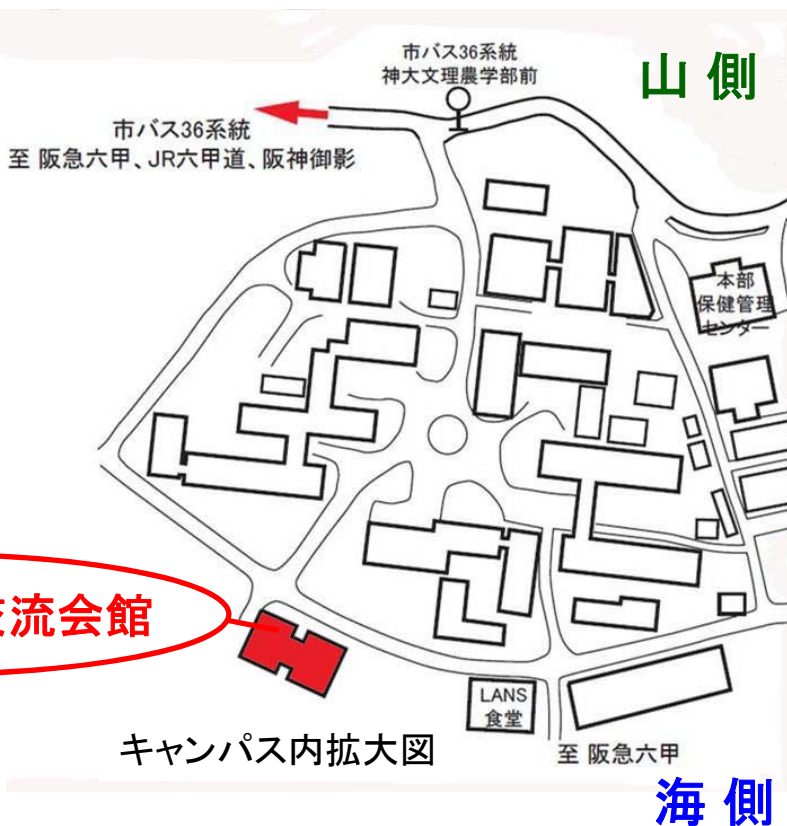 市バス36系統
神大文理農学部前
山側
市バス36系統
至 阪急六甲、JR六甲道、阪神御影
本部
保健管理
センター
流会館
LANS
食堂
キャンパス内拡大図
至 阪急六甲
海側